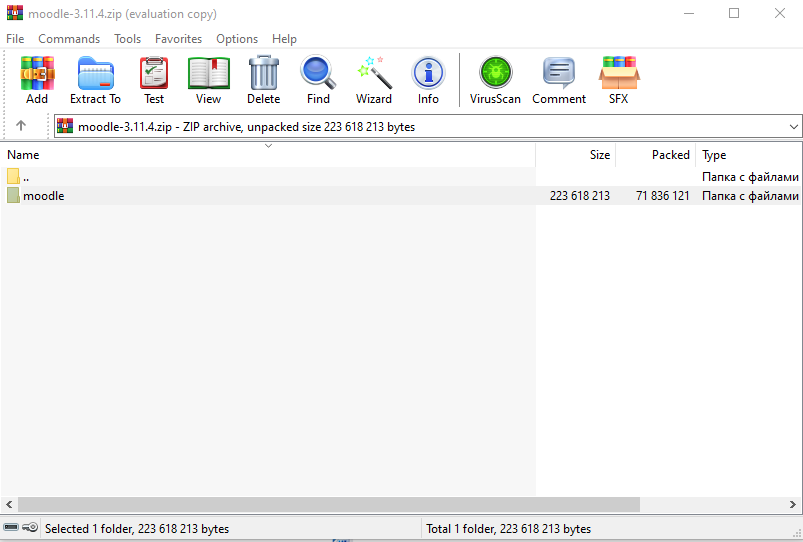 moodle-3.11.4.zip (evaluation copy)
File Commands Tools Favorites Options Help
Add Extract To Test View Delete Find Wizard Info VirusScan Comment SFX
moodle-3.11.4.zip - ZIP archive, unpacked size 223 618 213 bytes
Name Size Packed Type
.. Папка с файлами
moodle 223 618 213 71 836 121 Папка с файлами
Selected 1 folder, 223 618 213 bytes Total 1 folder, 223 618 213 bytes